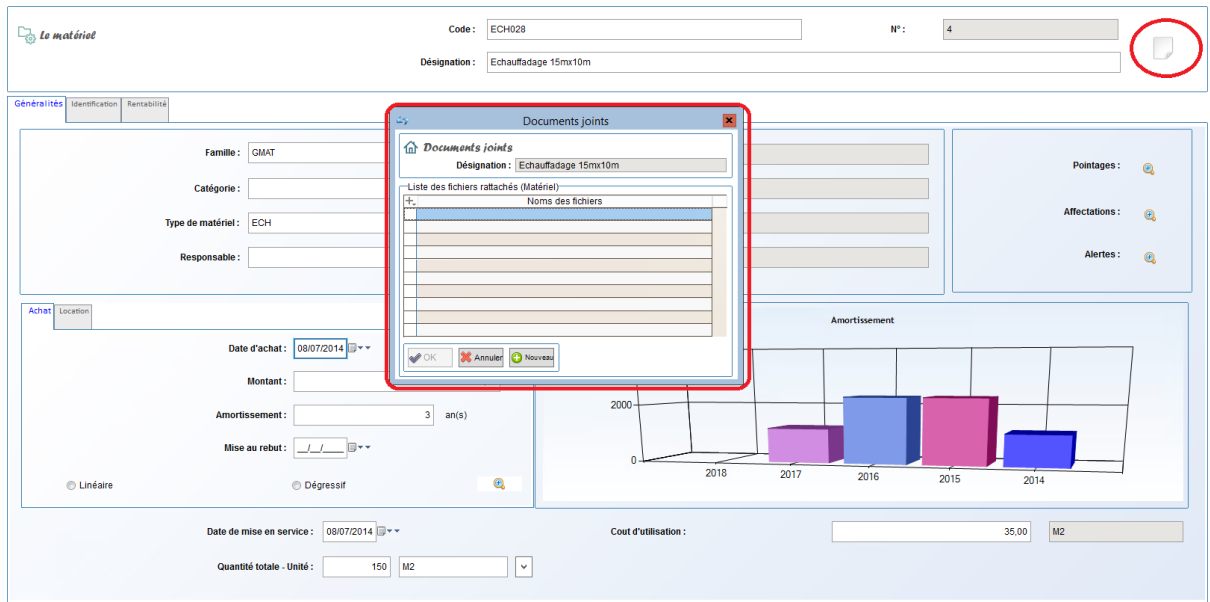 Le matériel
Code : ECH028 N° : 4
Désignation : Echauffadage 15mx10m
Généralités Identification Rentabilité
Famille : GMAT
Catégorie :
Type de matériel : ECH
Responsable :
Documents joints
Documents joints
Désignation : Echauffadage 15mx10m
Liste des fichiers rattachés (Matériel)
Noms des fichiers
OK Annuler Nouveau
Pointages :
Affectations :
Alertes :
Achat Location
Date d'achat : 08/07/2014
Montant :
Amortissement : 3 an(s)
Mise au rebut : __/__/____
Linéaire Dégressif
Amortissement
2000
0
2018 2017 2016 2015 2014
Date de mise en service : 08/07/2014
Cout d'utilisation : 35,00 M2
Quantité totale - Unité : 150 M2